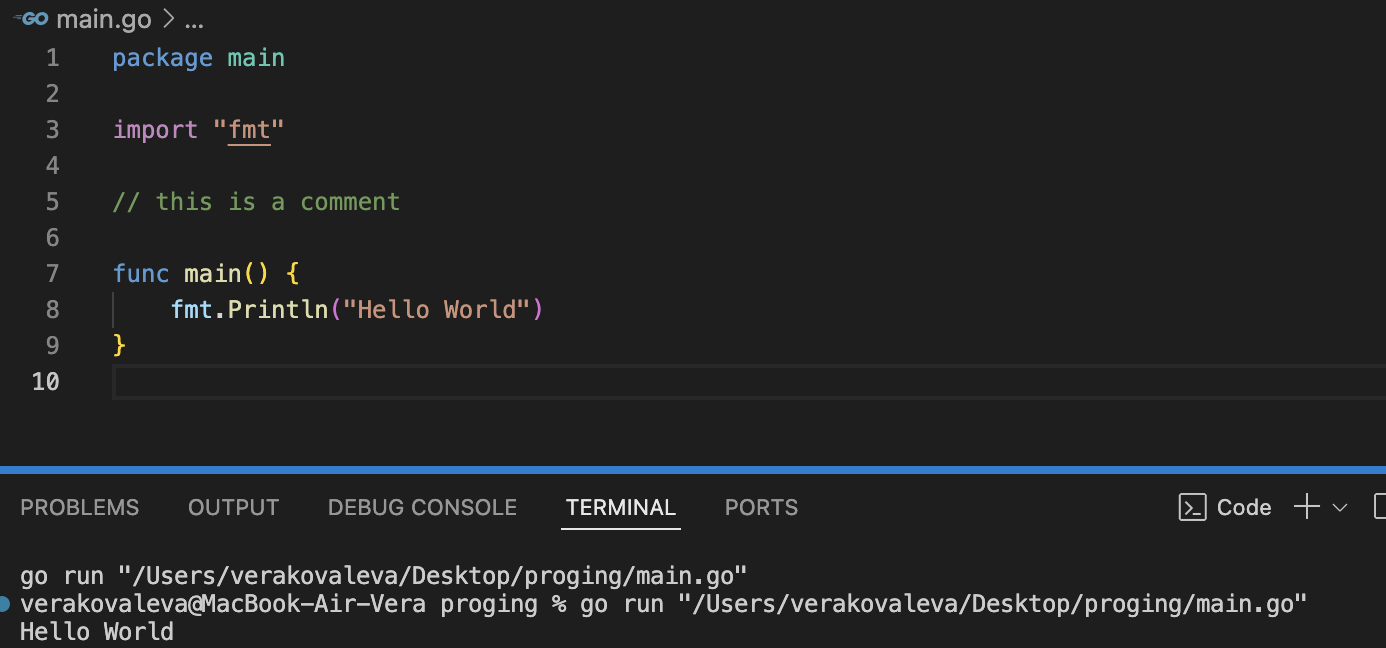 GO main.go > ...
1 package main
2
3 import "fmt"
4
5 // this is a comment
6
7 func main() {
8     fmt.Println("Hello World")
9 }
10
PROBLEMS OUTPUT DEBUG CONSOLE TERMINAL PORTS Code
go run "/Users/verakovaleva/Desktop/proging/main.go"
verakovaleva@MacBook-Air-Vera proging % go run "/Users/verakovaleva/Desktop/proging/main.go"
Hello World